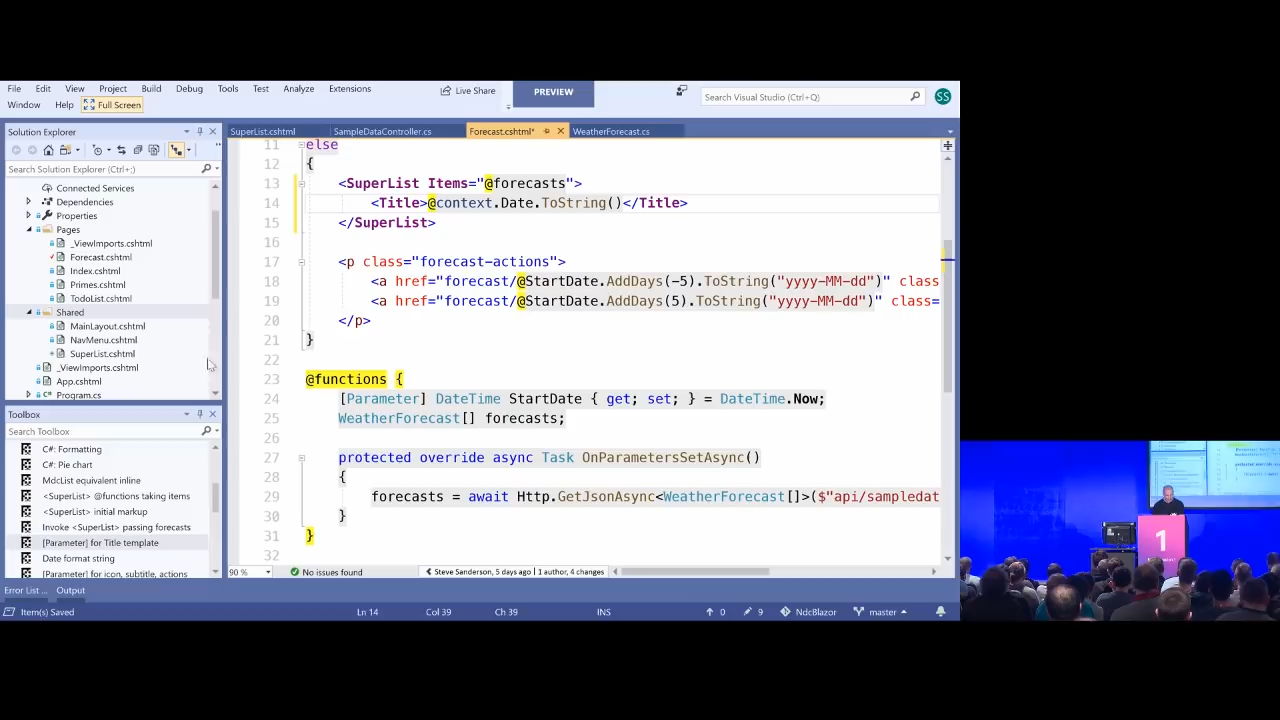 File Edit View Project Build Debug Tools Test Analyze Extensions Live Share PREVIEW Search Visual Studio (Ctrl+Q) SS
Window Help Full Screen
Solution Explorer
Search Solution Explorer (Ctrl+;)
Connected Services
Dependencies
Properties
Pages
_ViewImports.cshtml
Forecast.cshtml
Index.cshtml
Primes.cshtml
TodoList.cshtml
Shared
MainLayout.cshtml
NavMenu.cshtml
SuperList.cshtml
_ViewImports.cshtml
App.cshtml
Program.cs
Toolbox
Search Toolbox
C#: Formatting
C#: Pie chart
MdcList equivalent inline
<SuperList> @functions taking items
<SuperList> initial markup
Invoke <SuperList> passing forecasts
[Parameter] for Title template
Date format string
[Parameter] for icon, subtitle, actions
Error List ... Output
SuperList.cshtml SampleDataController.cs Forecast.cshtml* WeatherForecast.cs
11 else
12 {
13 <SuperList Items="@forecasts">
14 <Title>@context.Date.ToString()</Title>
15 </SuperList>
16
17 <p class="forecast-actions">
18 <a href="forecast/@StartDate.AddDays(-5).ToString("yyyy-MM-dd")" class
19 <a href="forecast/@StartDate.AddDays(5).ToString("yyyy-MM-dd")" class=
20 </p>
21 }
22
23 @functions {
24 [Parameter] DateTime StartDate { get; set; } = DateTime.Now;
25 WeatherForecast[] forecasts;
26
27 protected override async Task OnParametersSetAsync()
28 {
29 forecasts = await Http.GetJsonAsync<WeatherForecast[]>($"api/sampledat
30 }
31 }
32
90 % No issues found Steve Sanderson, 5 days ago | 1 author, 4 changes
Item(s) Saved Ln 14 Col 39 Ch 39 INS 0 9 NdcBlazor master
1